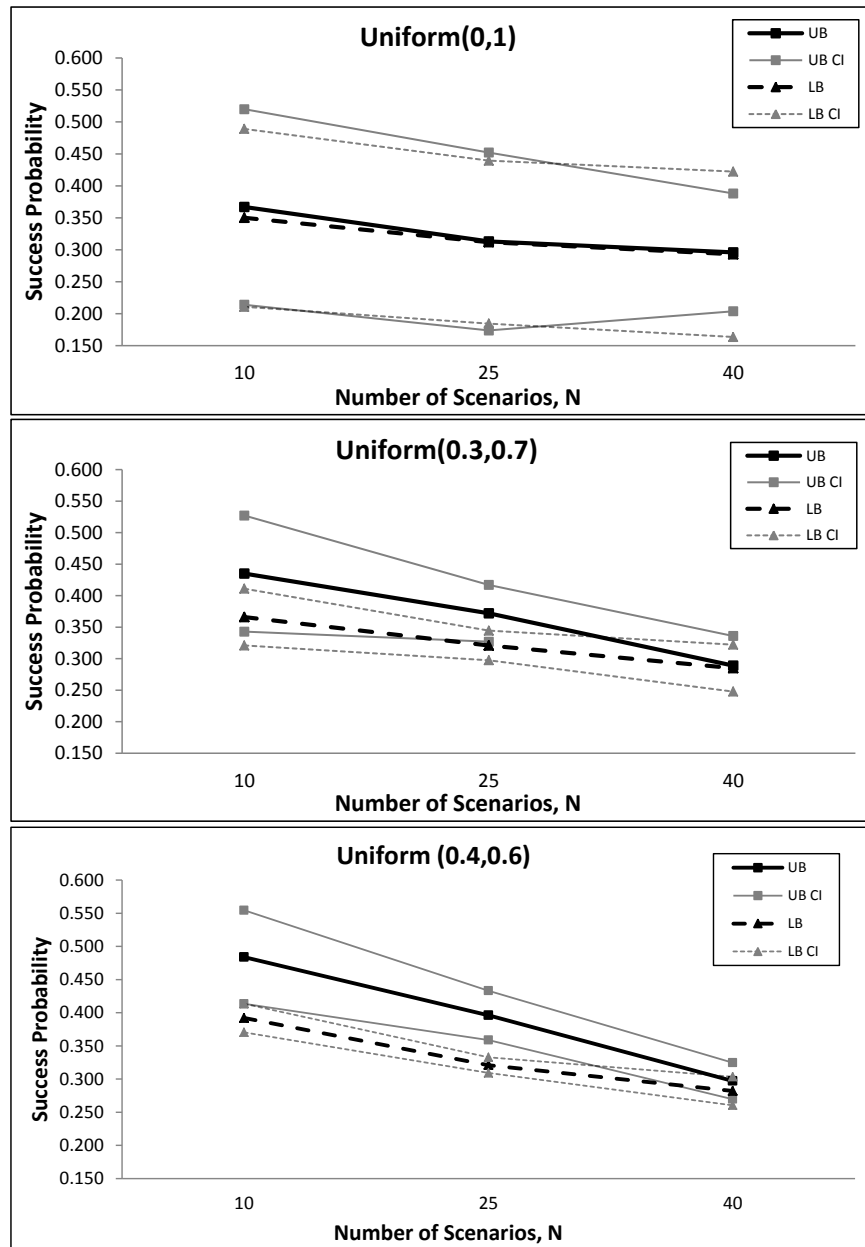 Uniform(0,1)
UB
UB CI
LB
LB CI
Success Probability
0.600
0.550
0.500
0.450
0.400
0.350
0.300
0.250
0.200
0.150
10 25 40
Number of Scenarios, N
Uniform(0.3,0.7)
UB
UB CI
LB
LB CI
Success Probability
0.600
0.550
0.500
0.450
0.400
0.350
0.300
0.250
0.200
0.150
10 25 40
Number of Scenarios, N
Uniform (0.4,0.6)
UB
UB CI
LB
LB CI
Success Probability
0.600
0.550
0.500
0.450
0.400
0.350
0.300
0.250
0.200
0.150
10 25 40
Number of Scenarios, N